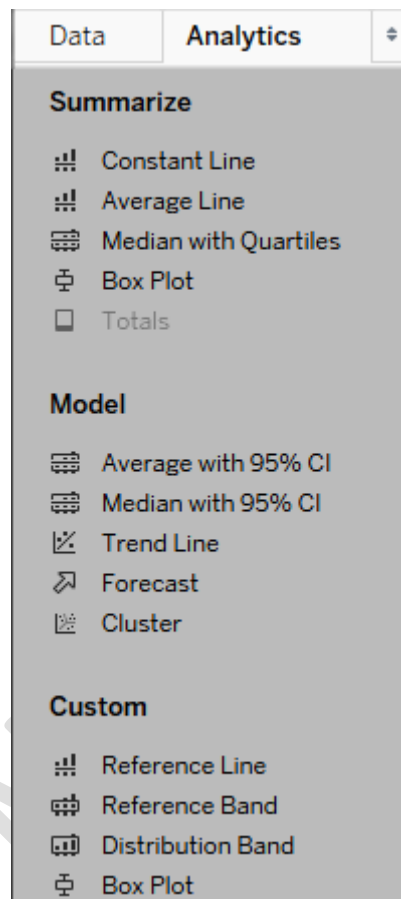 Data Analytics
Summarize
Constant Line
Average Line
Median with Quartiles
Box Plot
Totals
Model
Average with 95% CI
Median with 95% CI
Trend Line
Forecast
Cluster
Custom
Reference Line
Reference Band
Distribution Band
Box Plot